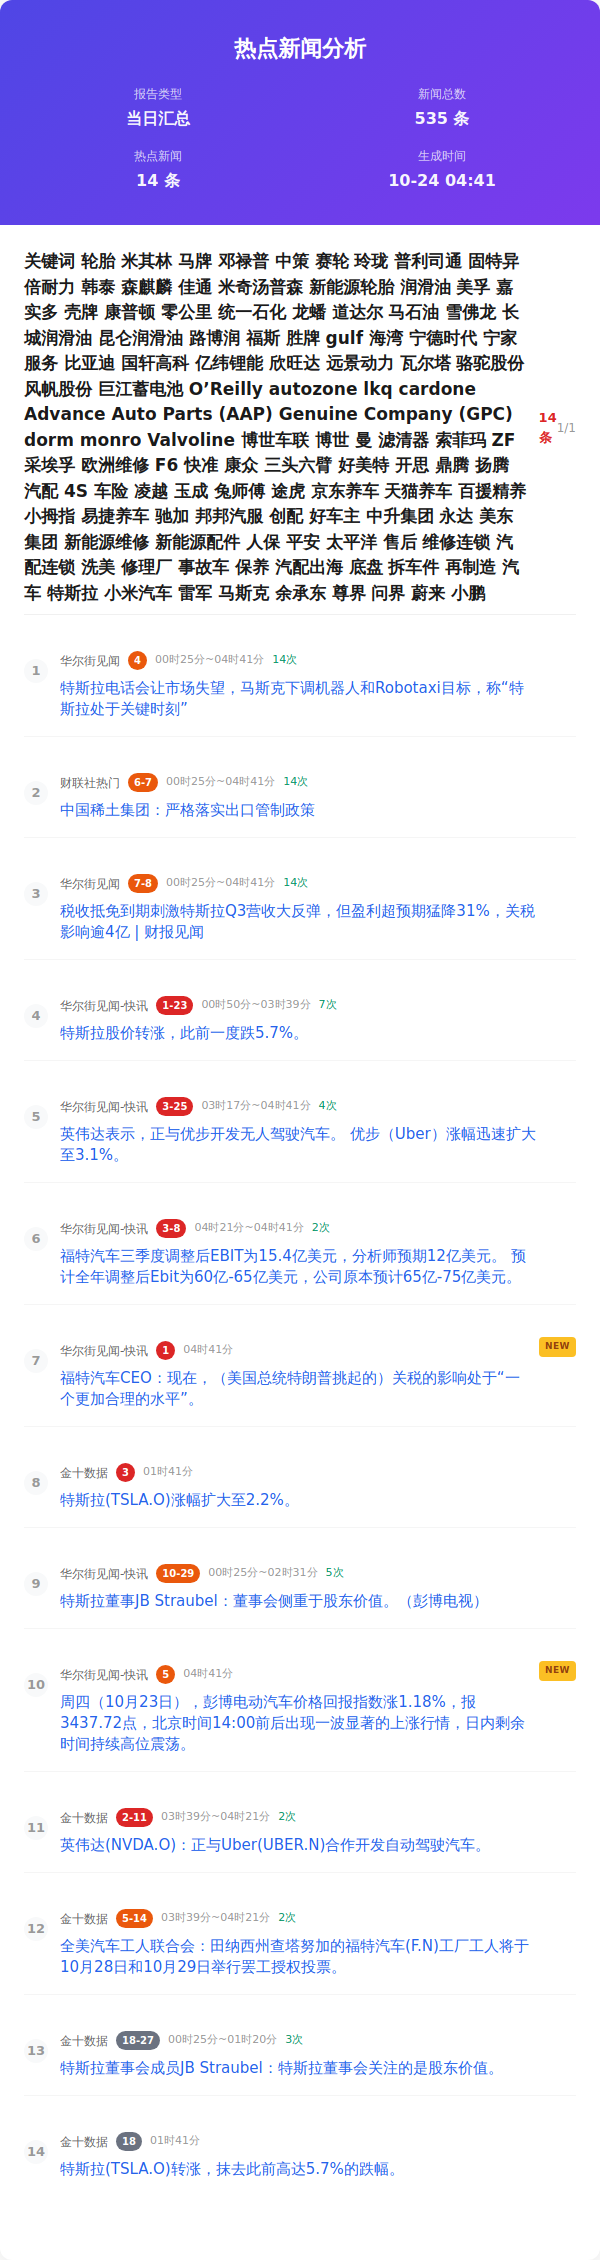 热点新闻分析
报告类型
当日汇总
新闻总数
535 条
热点新闻
14 条
生成时间
10-24 04:41
关键词 轮胎 米其林 马牌 邓禄普 中策 赛轮 玲珑 普利司通 固特异
倍耐力 韩泰 森麒麟 佳通 米奇汤普森 新能源轮胎 润滑油 美孚 嘉
实多 壳牌 康普顿 零公里 统一石化 龙蟠 道达尔 马石油 雪佛龙 长
城润滑油 昆仑润滑油 路博润 福斯 胜牌 gulf 海湾 宁德时代 宁家
服务 比亚迪 国轩高科 亿纬锂能 欣旺达 远景动力 瓦尔塔 骆驼股份
风帆股份 巨江蓄电池 O’Reilly autozone lkq cardone
Advance Auto Parts (AAP) Genuine Company (GPC)
dorm monro Valvoline 博世车联 博世 曼 滤清器 索菲玛 ZF
采埃孚 欧洲维修 F6 快准 康众 三头六臂 好美特 开思 鼎腾 扬腾
汽配 4S 车险 凌越 玉成 兔师傅 途虎 京东养车 天猫养车 百援精养
小拇指 易捷养车 驰加 邦邦汽服 创配 好车主 中升集团 永达 美东
集团 新能源维修 新能源配件 人保 平安 太平洋 售后 维修连锁 汽
配连锁 洗美 修理厂 事故车 保养 汽配出海 底盘 拆车件 再制造 汽
车 特斯拉 小米汽车 雷军 马斯克 余承东 尊界 问界 蔚来 小鹏
14
条
1/1
1
华尔街见闻 4 00时25分~04时41分 14次
特斯拉电话会让市场失望，马斯克下调机器人和Robotaxi目标，称“特
斯拉处于关键时刻”
2
财联社热门 6-7 00时25分~04时41分 14次
中国稀土集团：严格落实出口管制政策
3
华尔街见闻 7-8 00时25分~04时41分 14次
税收抵免到期刺激特斯拉Q3营收大反弹，但盈利超预期猛降31%，关税
影响逾4亿 | 财报见闻
4
华尔街见闻-快讯 1-23 00时50分~03时39分 7次
特斯拉股价转涨，此前一度跌5.7%。
5
华尔街见闻-快讯 3-25 03时17分~04时41分 4次
英伟达表示，正与优步开发无人驾驶汽车。 优步（Uber）涨幅迅速扩大
至3.1%。
6
华尔街见闻-快讯 3-8 04时21分~04时41分 2次
福特汽车三季度调整后EBIT为15.4亿美元，分析师预期12亿美元。 预
计全年调整后Ebit为60亿-65亿美元，公司原本预计65亿-75亿美元。
7
华尔街见闻-快讯 1 04时41分
NEW
福特汽车CEO：现在，（美国总统特朗普挑起的）关税的影响处于“一
个更加合理的水平”。
8
金十数据 3 01时41分
特斯拉(TSLA.O)涨幅扩大至2.2%。
9
华尔街见闻-快讯 10-29 00时25分~02时31分 5次
特斯拉董事JB Straubel：董事会侧重于股东价值。（彭博电视）
10
华尔街见闻-快讯 5 04时41分
NEW
周四（10月23日），彭博电动汽车价格回报指数涨1.18%，报
3437.72点，北京时间14:00前后出现一波显著的上涨行情，日内剩余
时间持续高位震荡。
11
金十数据 2-11 03时39分~04时21分 2次
英伟达(NVDA.O)：正与Uber(UBER.N)合作开发自动驾驶汽车。
12
金十数据 5-14 03时39分~04时21分 2次
全美汽车工人联合会：田纳西州查塔努加的福特汽车(F.N)工厂工人将于
10月28日和10月29日举行罢工授权投票。
13
金十数据 18-27 00时25分~01时20分 3次
特斯拉董事会成员JB Straubel：特斯拉董事会关注的是股东价值。
14
金十数据 18 01时41分
特斯拉(TSLA.O)转涨，抹去此前高达5.7%的跌幅。